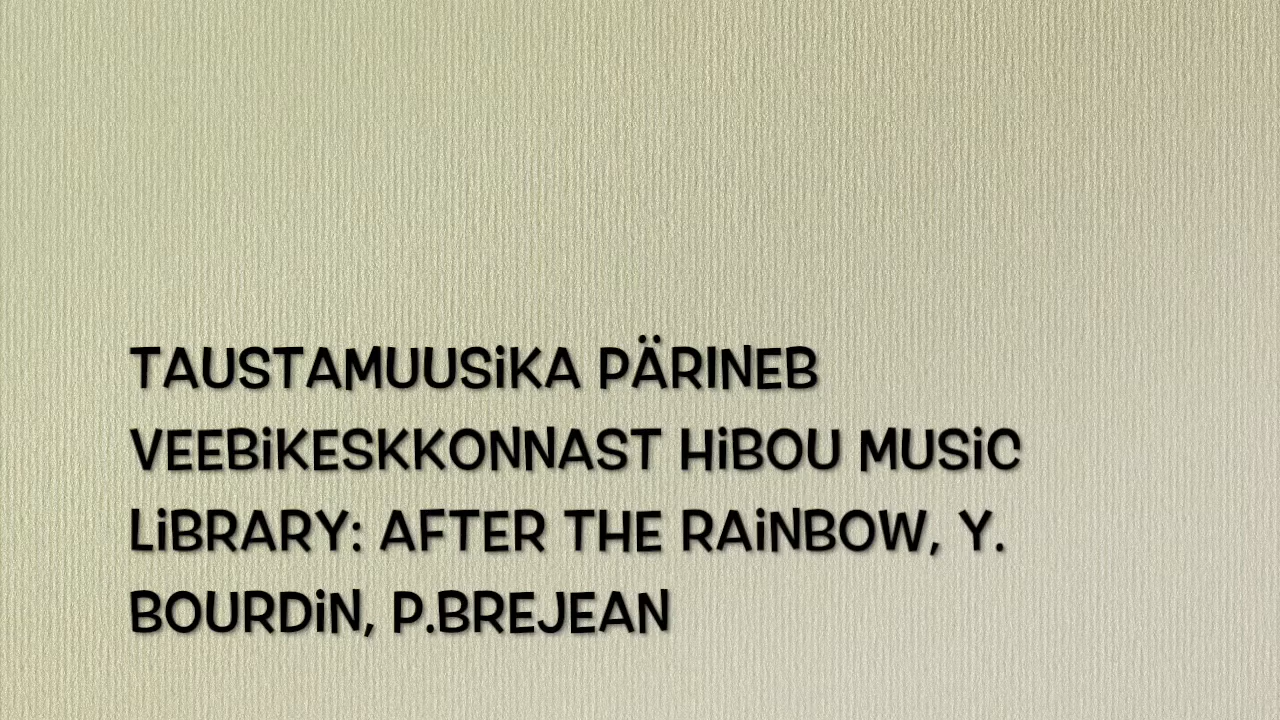 TAUSTAMUUSiKA PÄRINEB
VEEBiKESKKONNAST HiBOU MUSiC
LiBRARY: AFTER THE RAiNBOW, Y.
BOURDiN, P.BREJEAN